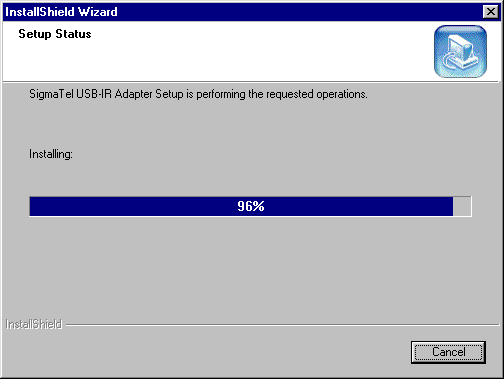 InstallShield Wizard
Setup Status
SigmaTel USB-IR Adapter Setup is performing the requested operations.
Installing:
96%
InstallShield
Cancel